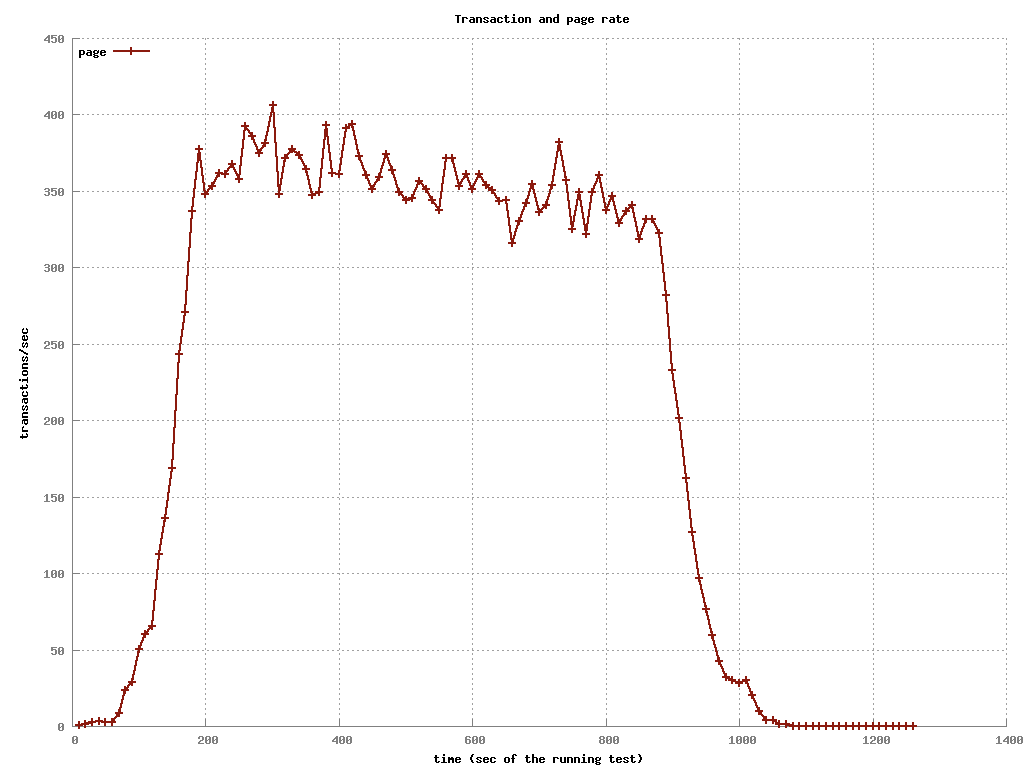 Transaction and page rate
450
page
400
350
300
250
transactions/sec
200
150
100
50
0
0 200 400 600 800 1000 1200 1400
time (sec of the running test)